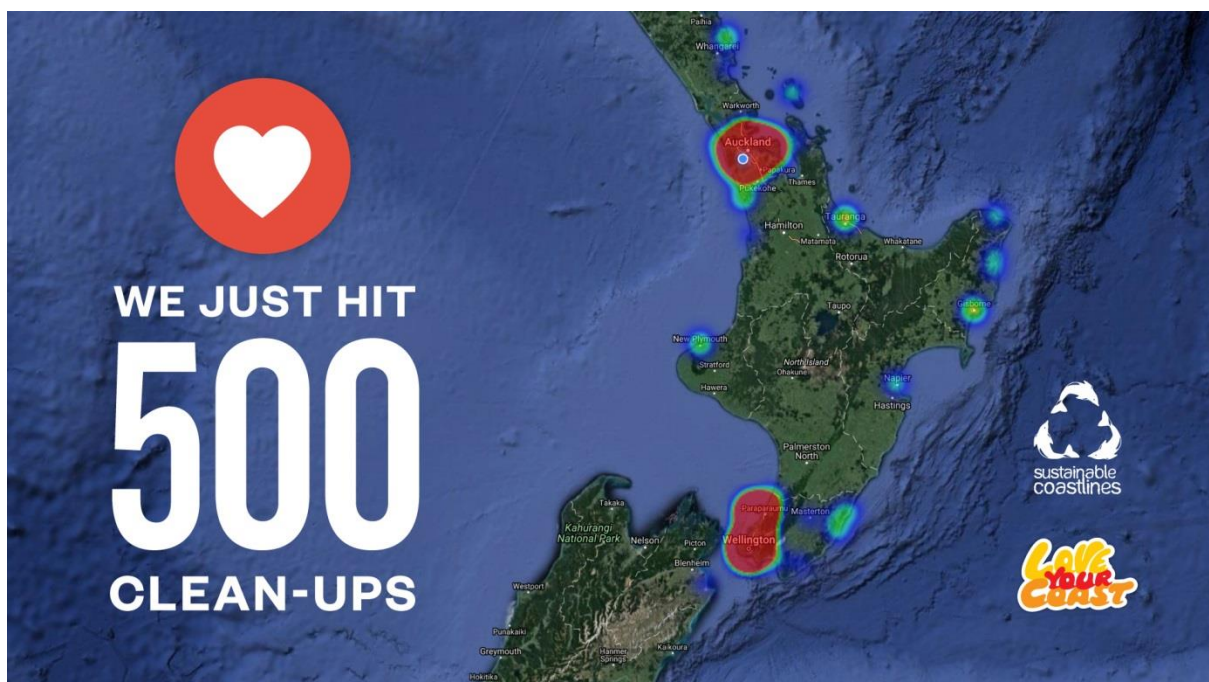 WE JUST HIT
500
CLEAN-UPS
Paihia
Whangarei
Warkworth
Auckland
Papakura
Pukekohe
Thames
Hamilton
Tauranga
Matamata
Whakatane
Rotorua
Taupo
Gisborne
New Plymouth
Stratford
North Island
Ohakune
Hawera
Napier
Hastings
Palmerston
North
Paraparaumu
Masterton
Wellington
Takaka
Kahurangi
National Park
Nelson
Picton
Blenheim
Westport
Punakaiki
Greymouth
Hanmer
Springs
Kaikoura
Hokitika
sustainable
coastlines
LOVE
YOUR
COAST